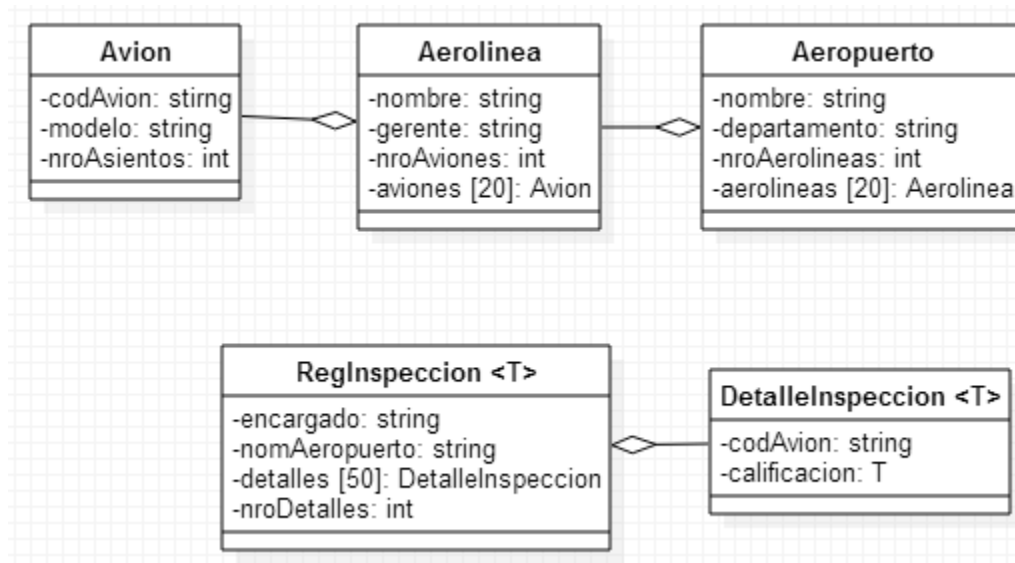 Avion
-codAvion: stirng
-modelo: string
-nroAsientos: int
Aerolinea
-nombre: string
-gerente: string
-nroAviones: int
-aviones [20]: Avion
Aeropuerto
-nombre: string
-departamento: string
-nroAerolineas: int
-aerolineas [20]: Aerolinea
RegInspeccion <T>
-encargado: string
-nomAeropuerto: string
-detalles [50]: DetalleInspeccion
-nroDetalles: int
DetalleInspeccion <T>
-codAvion: string
-calificacion: T